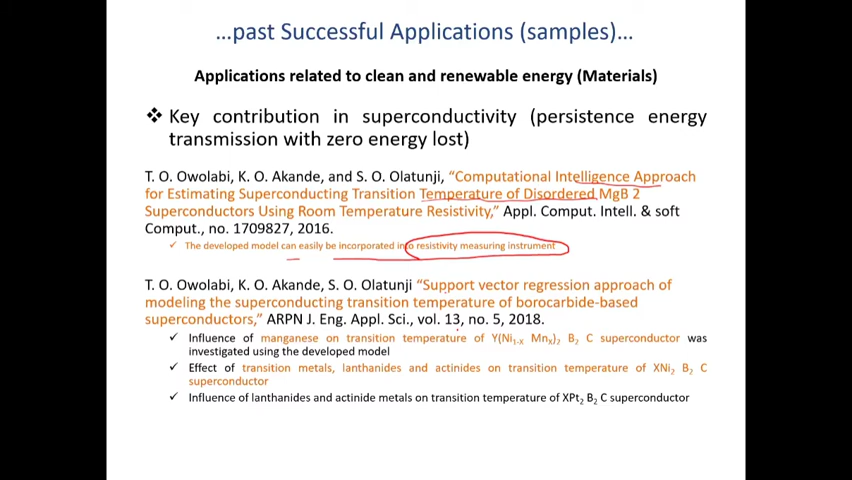 …past Successful Applications (samples)…
Applications related to clean and renewable energy (Materials)
❖ Key contribution in superconductivity (persistence energy
transmission with zero energy lost)
T. O. Owolabi, K. O. Akande, and S. O. Olatunji, “Computational Intelligence Approach
for Estimating Superconducting Transition Temperature of Disordered MgB 2
Superconductors Using Room Temperature Resistivity,” Appl. Comput. Intell. & soft
Comput., no. 1709827, 2016.
✓ The developed model can easily be incorporated into resistivity measuring instrument
T. O. Owolabi, K. O. Akande, S. O. Olatunji “Support vector regression approach of
modeling the superconducting transition temperature of borocarbide-based
superconductors,” ARPN J. Eng. Appl. Sci., vol. 13, no. 5, 2018.
✓ Influence of manganese on transition temperature of Y(Ni₁₋ₓ Mnₓ)₂ B₂ C superconductor was
investigated using the developed model
✓ Effect of transition metals, lanthanides and actinides on transition temperature of XNi₂ B₂ C
superconductor
✓ Influence of lanthanides and actinide metals on transition temperature of XPt₂ B₂ C superconductor